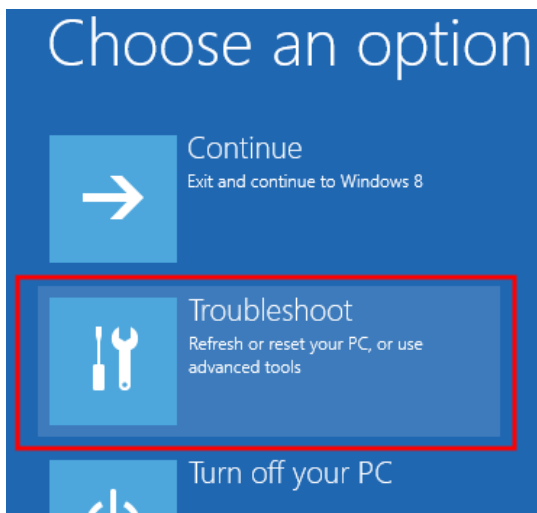 Choose an option
Continue
Exit and continue to Windows 8
Troubleshoot
Refresh or reset your PC, or use
advanced tools
Turn off your PC